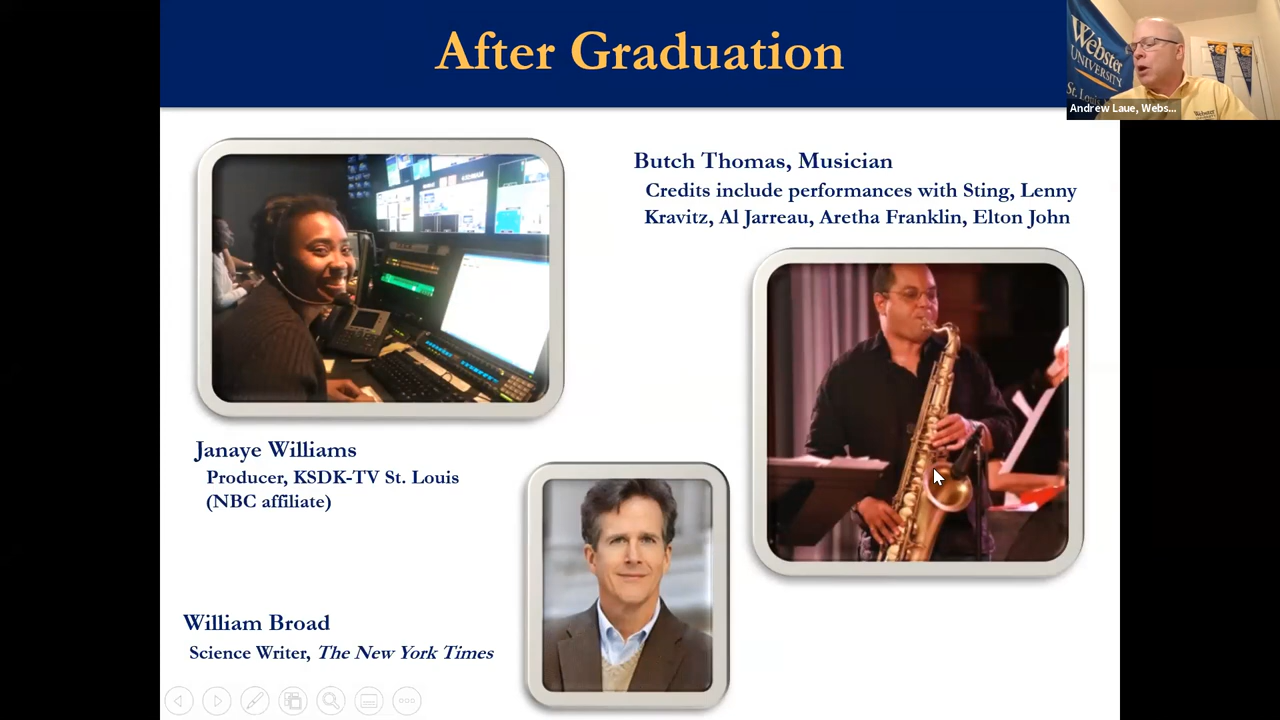 After Graduation
Webster
UNIVERSITY
Andrew Laue, Webs...
Butch Thomas, Musician
Credits include performances with Sting, Lenny
Kravitz, Al Jarreau, Aretha Franklin, Elton John
Janaye Williams
Producer, KSDK-TV St. Louis
(NBC affiliate)
William Broad
Science Writer, The New York Times